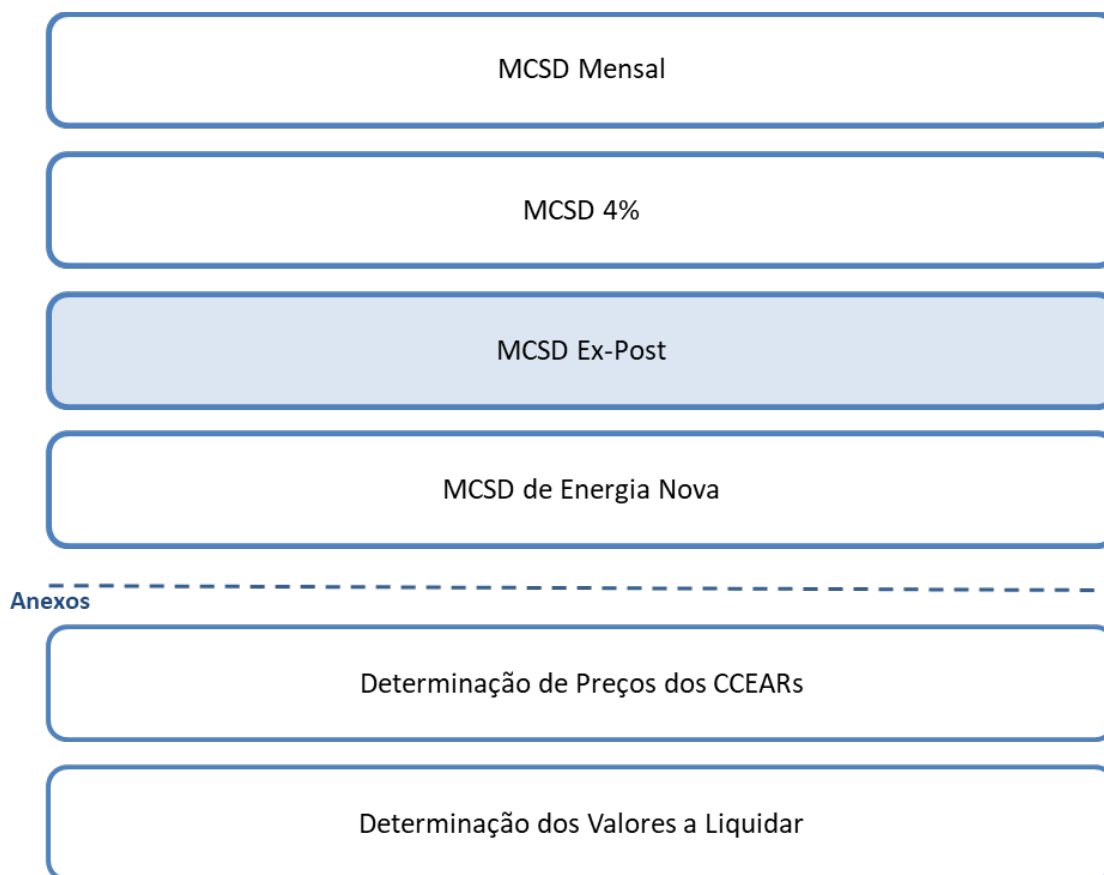 MCSD Mensal
MCSD 4%
MCSD Ex-Post
MCSD de Energia Nova
Anexos
Determinação de Preços dos CCEARs
Determinação dos Valores a Liquidar